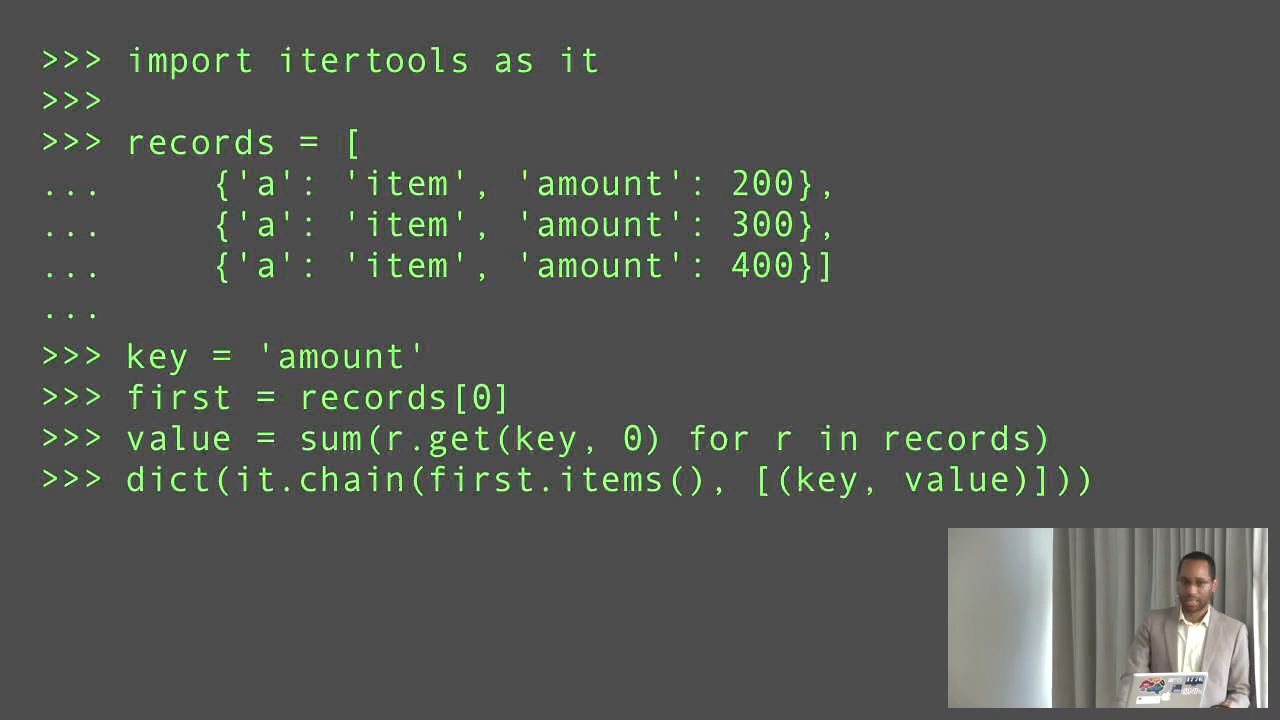 >>> import itertools as it
>>>
>>> records = [
...     {'a': 'item', 'amount': 200},
...     {'a': 'item', 'amount': 300},
...     {'a': 'item', 'amount': 400}]
...
>>> key = 'amount'
>>> first = records[0]
>>> value = sum(r.get(key, 0) for r in records)
>>> dict(it.chain(first.items(), [(key, value)]))
1776